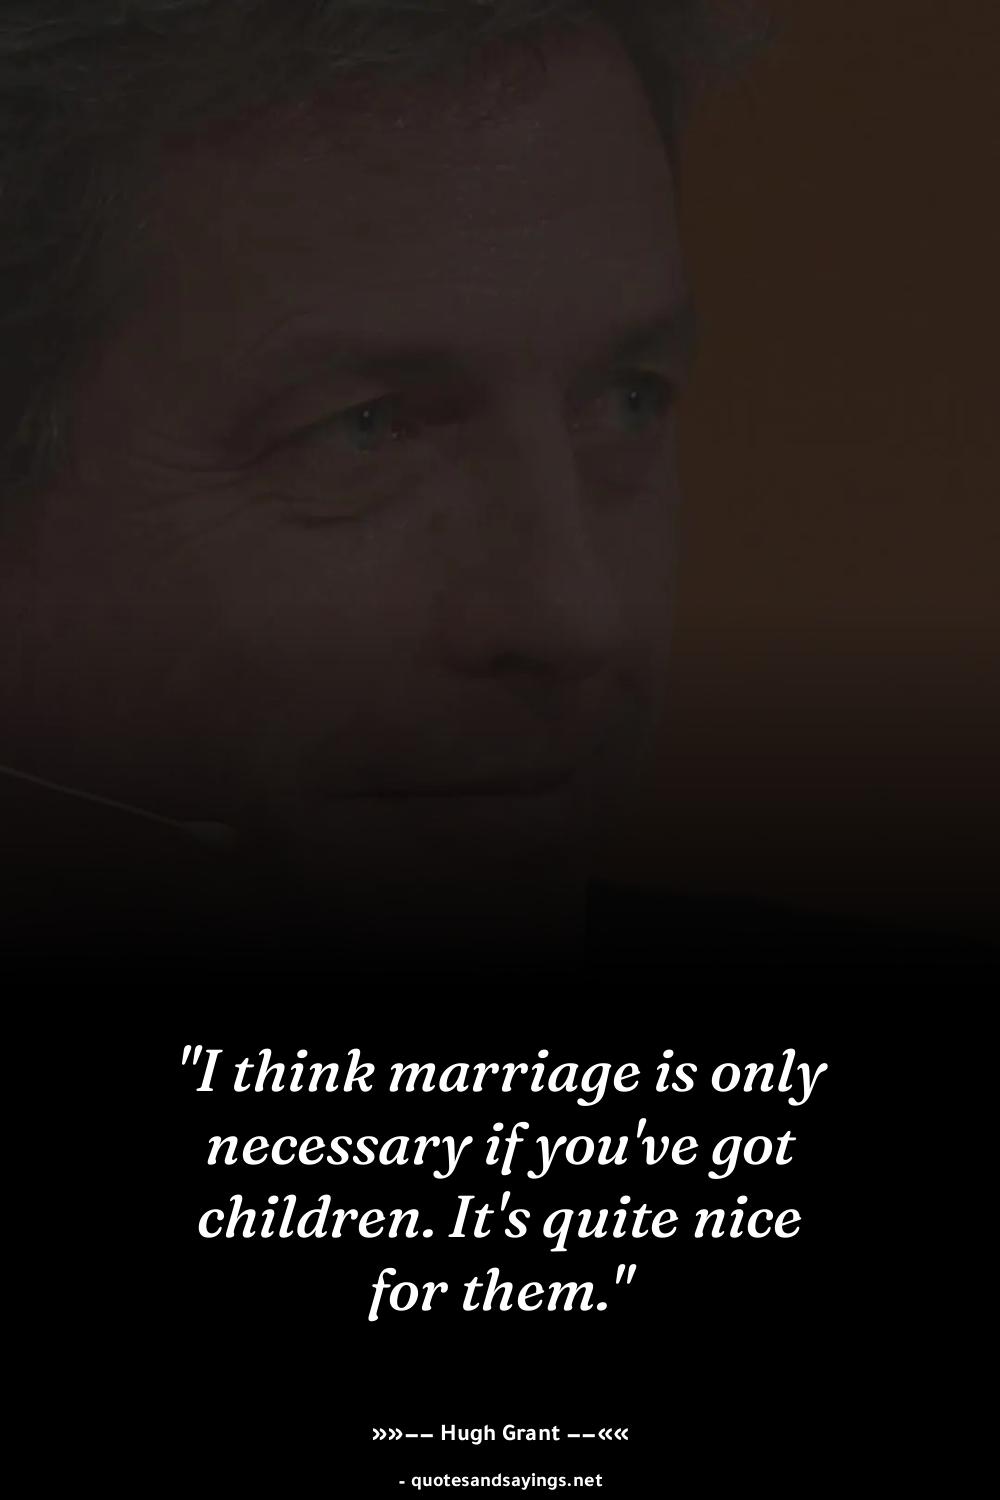 "I think marriage is only
necessary if you've got
children. It's quite nice
for them."
»»–– Hugh Grant ––««
- quotesandsayings.net